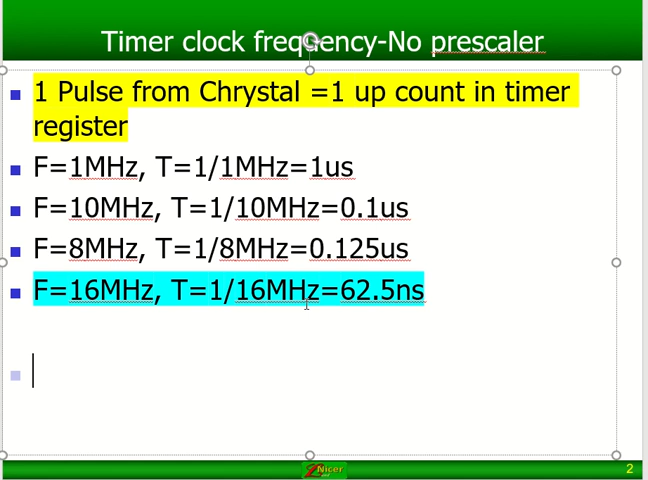 Timer clock frequency-No prescaler
1 Pulse from Chrystal =1 up count in timer
register
F=1MHz, T=1/1MHz=1us
F=10MHz, T=1/10MHz=0.1us
F=8MHz, T=1/8MHz=0.125us
F=16MHz, T=1/16MHz=62.5ns
Nicer
2